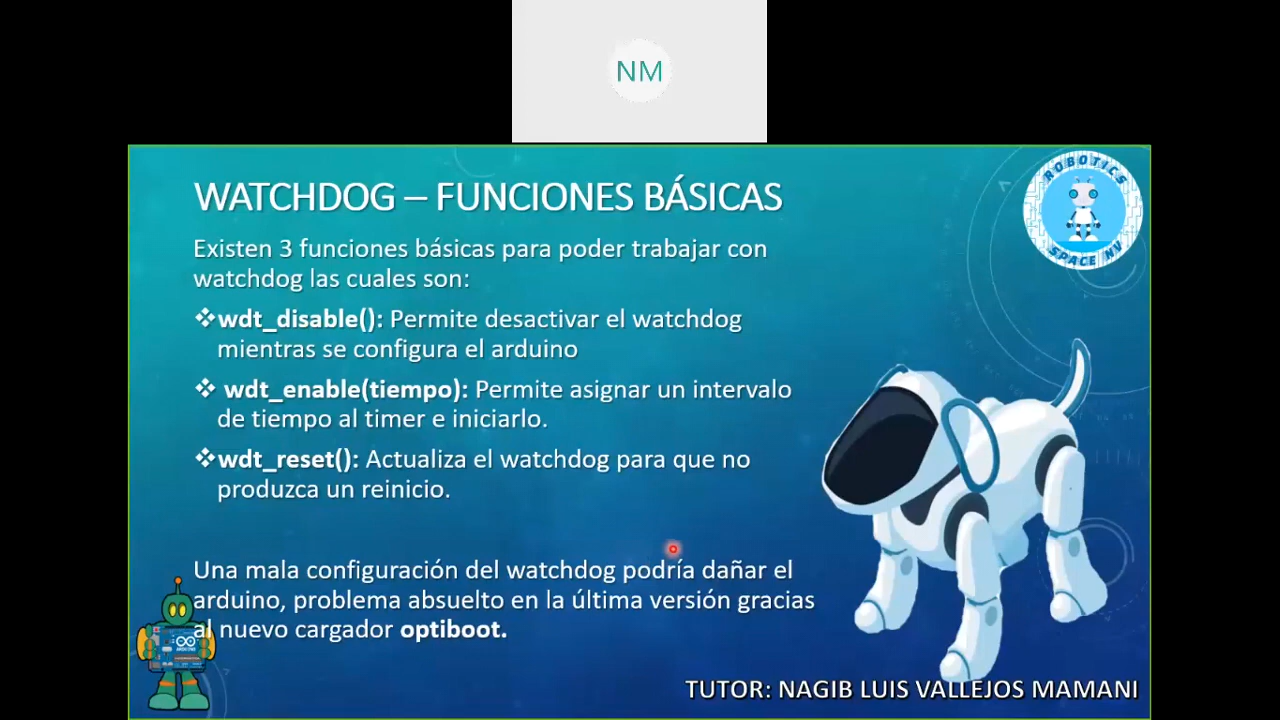 NM
WATCHDOG – FUNCIONES BÁSICAS
ROBOTICS
SPACE NV
Existen 3 funciones básicas para poder trabajar con
watchdog las cuales son:
❖wdt_disable(): Permite desactivar el watchdog
mientras se configura el arduino
❖ wdt_enable(tiempo): Permite asignar un intervalo
de tiempo al timer e iniciarlo.
❖wdt_reset(): Actualiza el watchdog para que no
produzca un reinicio.
Una mala configuración del watchdog podría dañar el
arduino, problema absuelto en la última versión gracias
al nuevo cargador optiboot.
TUTOR: NAGIB LUIS VALLEJOS MAMANI